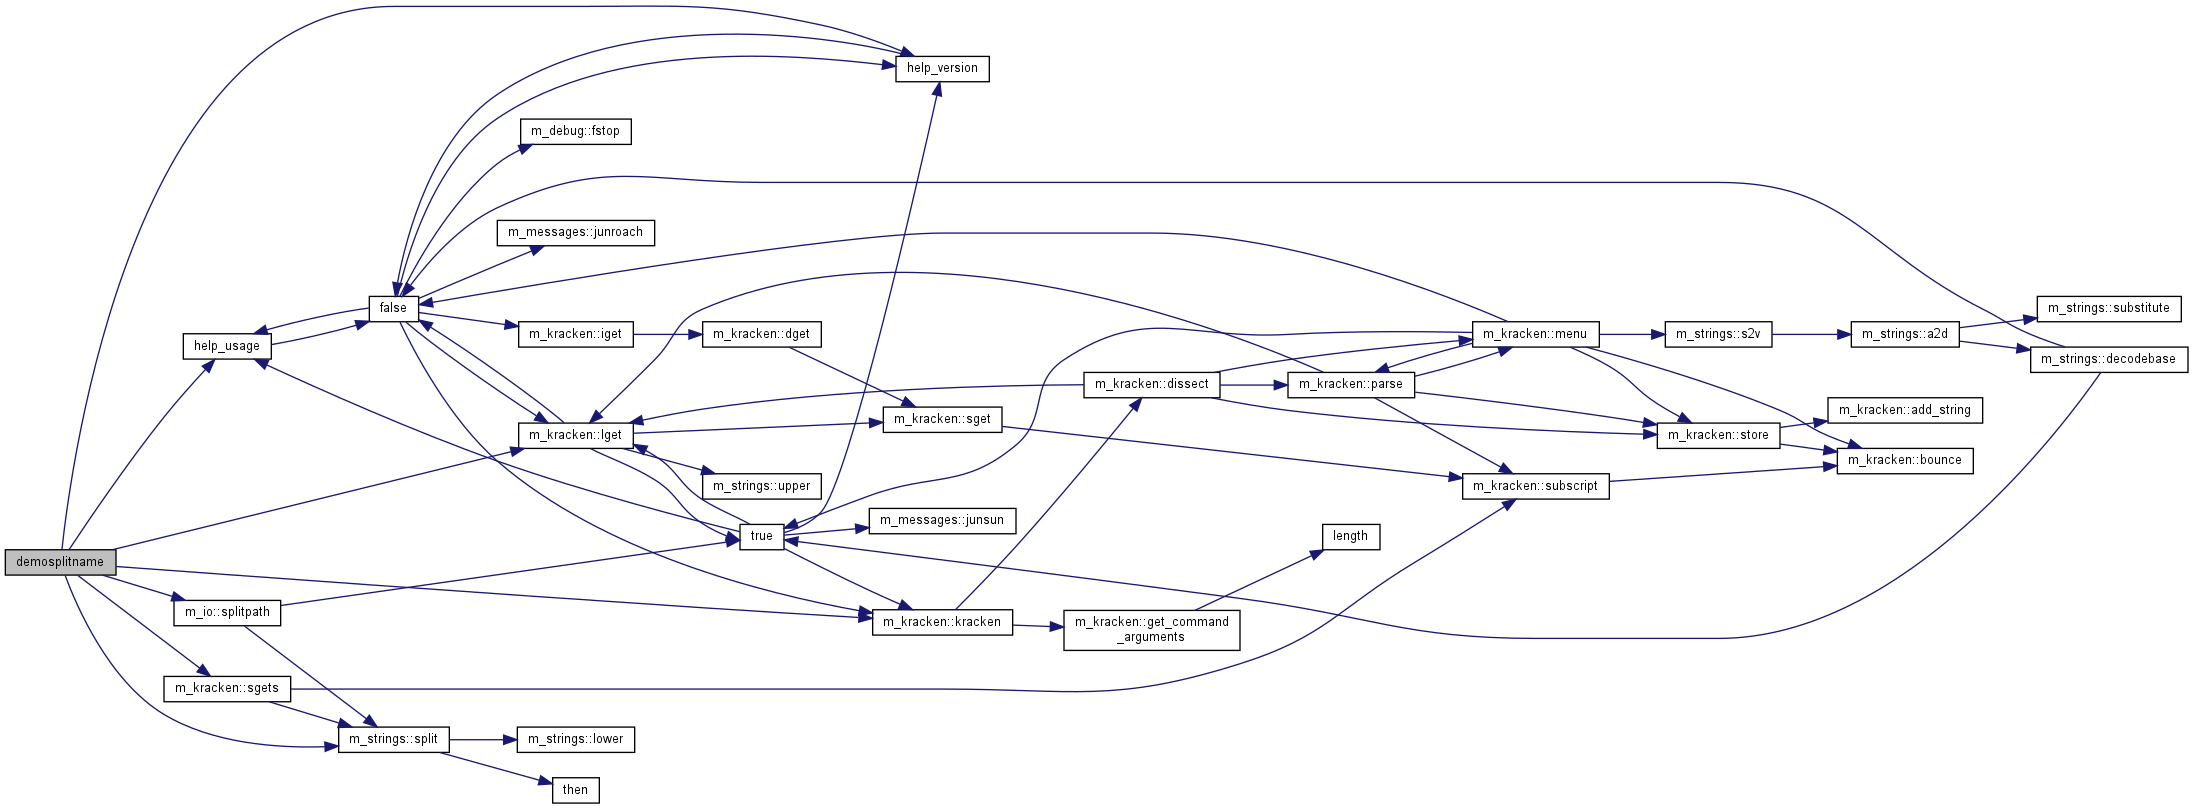 help_version
m_debug::fstop
m_messages::junroach
false
m_kracken::iget
m_kracken::dget
help_usage
m_kracken::lget
m_kracken::sget
m_strings::upper
m_messages::junsun
true
demosplitname
m_io::splitpath
m_kracken::kracken
m_kracken::get_command
_arguments
length
m_kracken::dissect
m_kracken::parse
m_kracken::menu
m_kracken::subscript
m_strings::s2v
m_kracken::store
m_strings::a2d
m_kracken::add_string
m_kracken::bounce
m_strings::substitute
m_strings::decodebase
m_kracken::sgets
m_strings::split
m_strings::lower
then